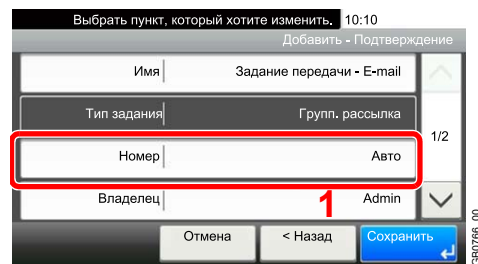 Выбрать пункт, который хотите изменить. 10:10
Добавить - Подтверждение
Имя Задание передачи - E-mail
Тип задания Групп. рассылка
1/2
Номер Авто
Владелец Admin
1
Отмена < Назад Сохранить
GB0766_00